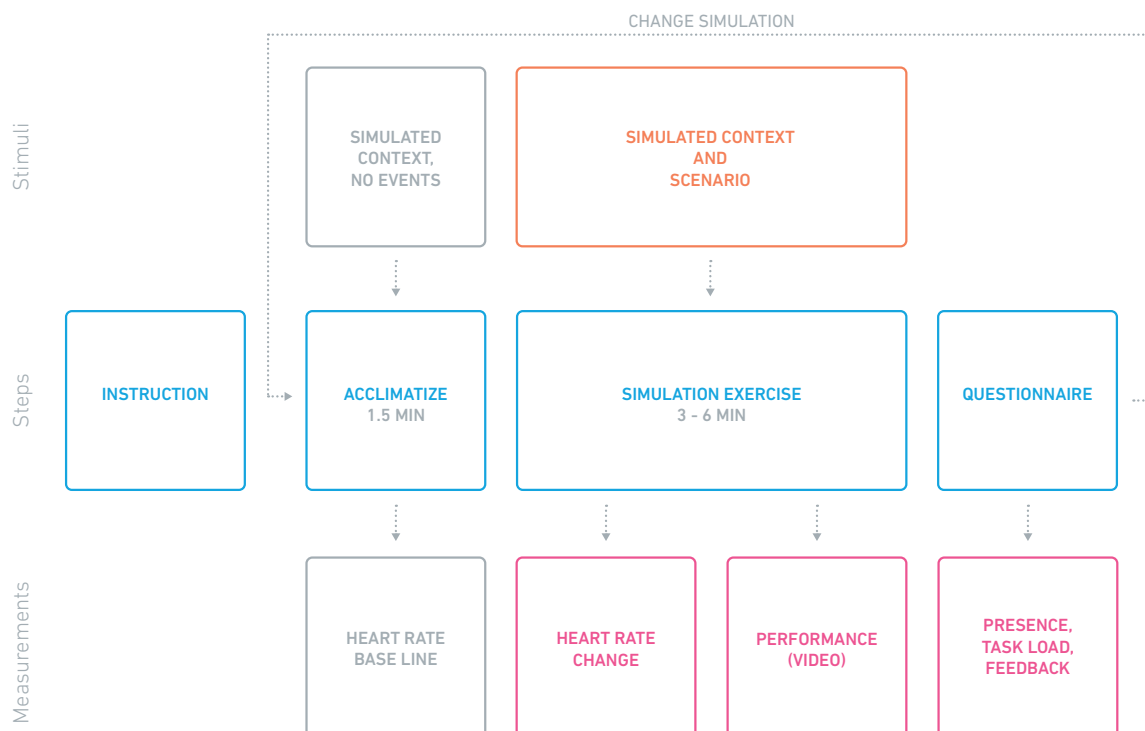 CHANGE SIMULATION
Stimuli
SIMULATED
CONTEXT,
NO EVENTS
SIMULATED CONTEXT
AND
SCENARIO
Steps
INSTRUCTION
ACCLIMATIZE
1.5 MIN
SIMULATION EXERCISE
3 - 6 MIN
QUESTIONNAIRE
Measurements
HEART RATE
BASE LINE
HEART RATE
CHANGE
PERFORMANCE
(VIDEO)
PRESENCE,
TASK LOAD,
FEEDBACK